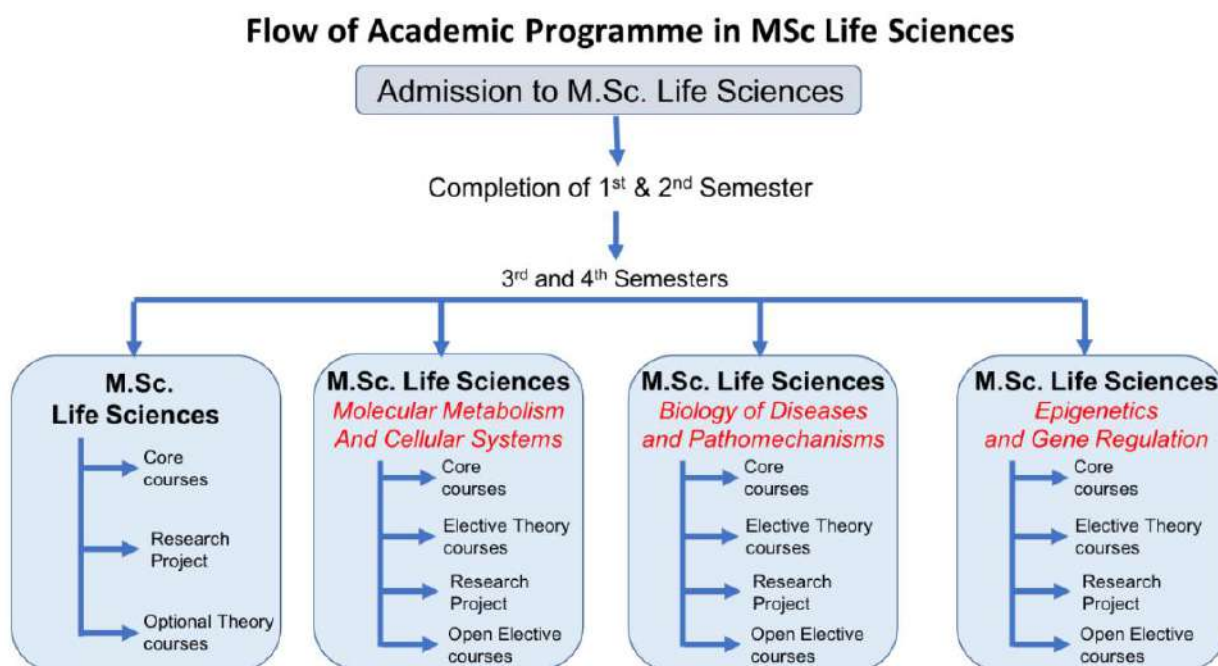 Flow of Academic Programme in MSc Life Sciences
Admission to M.Sc. Life Sciences
Completion of 1st & 2nd Semester
3rd and 4th Semesters
M.Sc.
Life Sciences
Core
courses
Research
Project
Optional Theory
courses
M.Sc. Life Sciences
Molecular Metabolism
And Cellular Systems
Core
courses
Elective Theory
courses
Research
Project
Open Elective
courses
M.Sc. Life Sciences
Biology of Diseases
and Pathomechanisms
Core
courses
Elective Theory
courses
Research
Project
Open Elective
courses
M.Sc. Life Sciences
Epigenetics
and Gene Regulation
Core
courses
Elective Theory
courses
Research
Project
Open Elective
courses